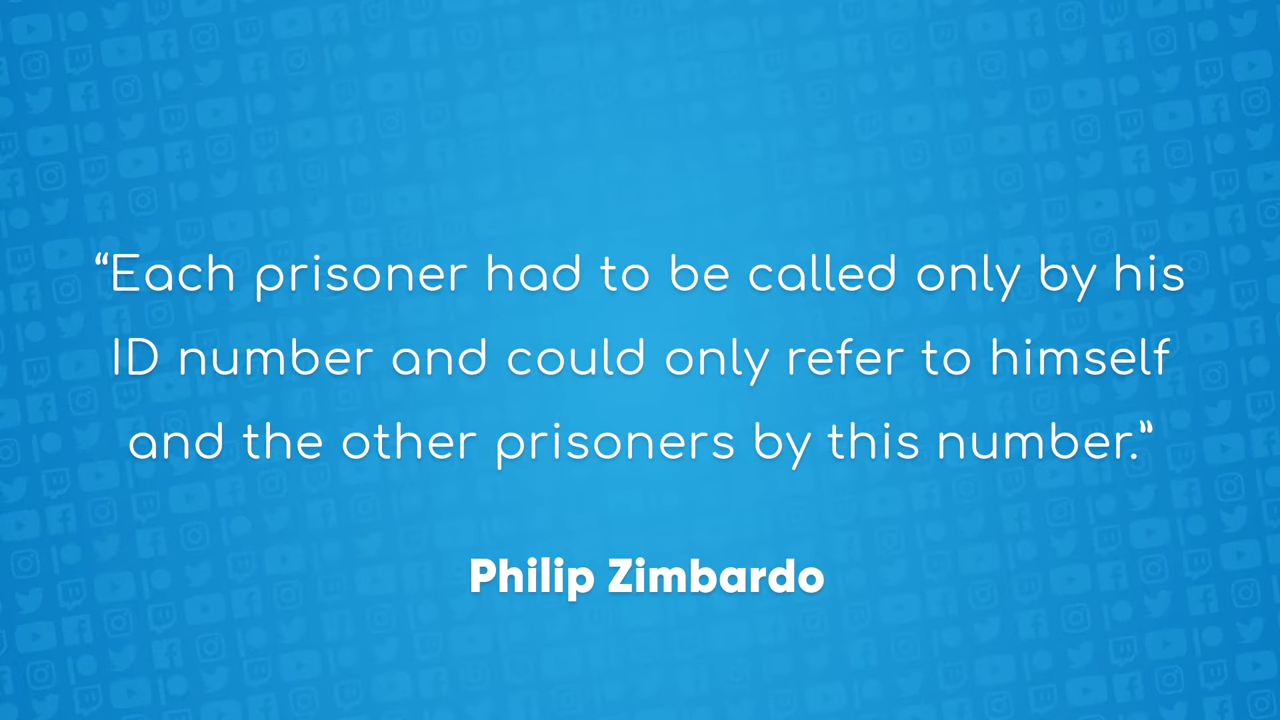 “Each prisoner had to be called only by his
ID number and could only refer to himself
and the other prisoners by this number.”
Philip Zimbardo